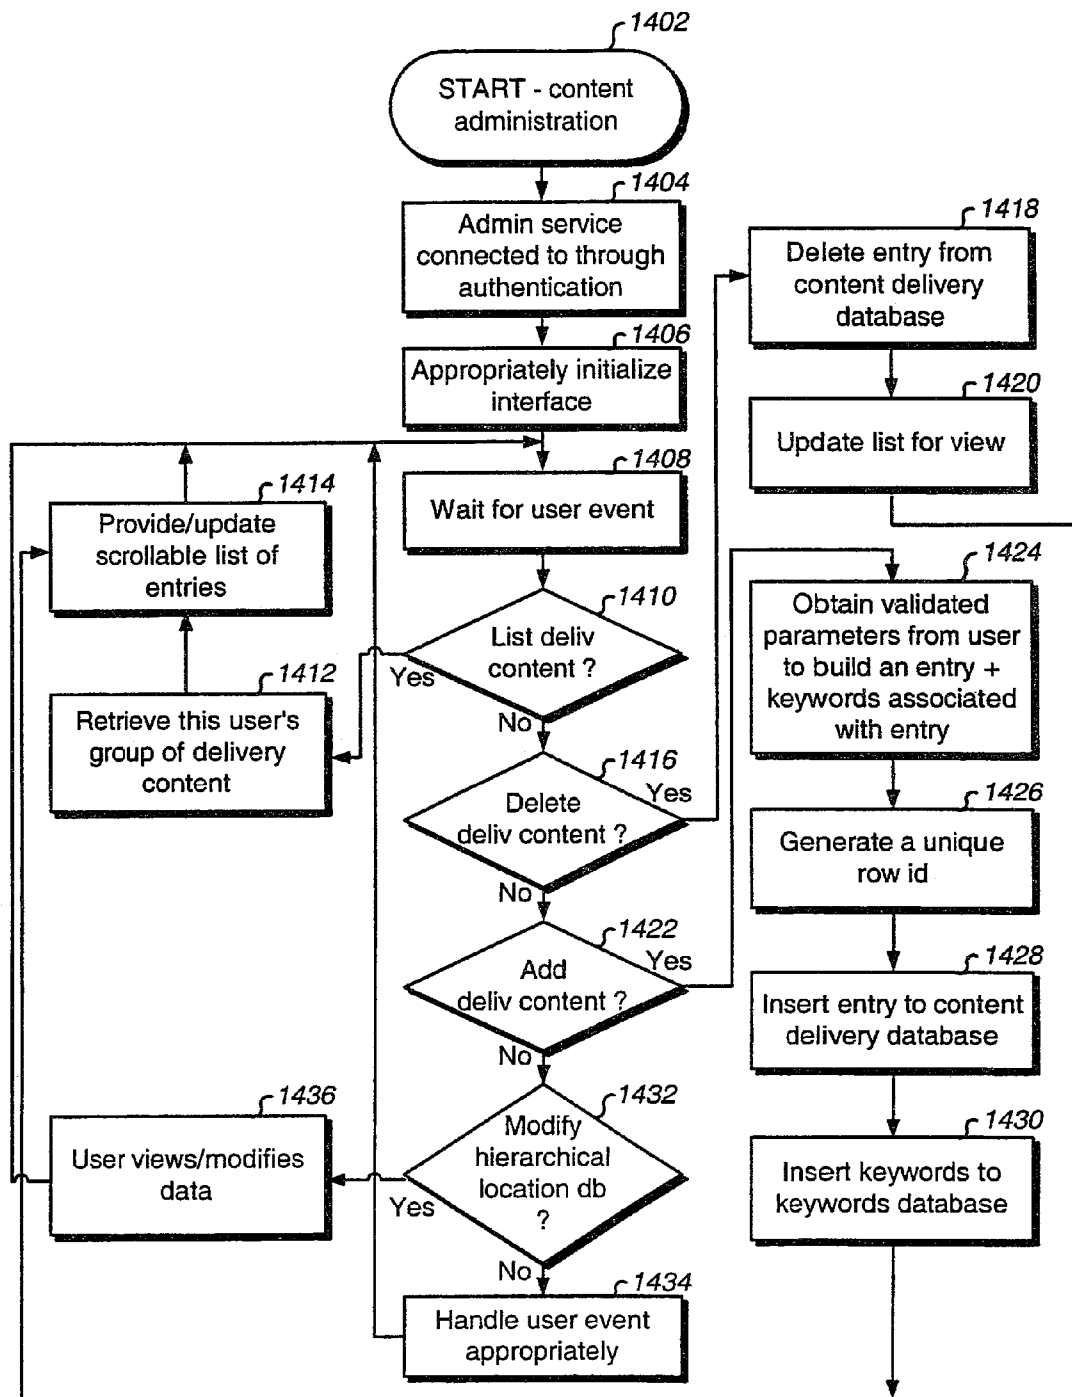 1402
START - content
administration
1404
Admin service
connected to through
authentication
1406
Appropriately initialize
interface
1408
Wait for user event
1410
List deliv
content ?
Yes
No
1414
Provide/update
scrollable list of
entries
1412
Retrieve this user's
group of delivery
content
1416
Delete
deliv content ?
Yes
No
1418
Delete entry from
content delivery
database
1420
Update list for view
1422
Add
deliv content ?
Yes
No
1424
Obtain validated
parameters from user
to build an entry +
keywords associated
with entry
1426
Generate a unique
row id
1428
Insert entry to content
delivery database
1430
Insert keywords to
keywords database
1432
Modify
hierarchical
location db
?
Yes
No
1436
User views/modifies
data
1434
Handle user event
appropriately